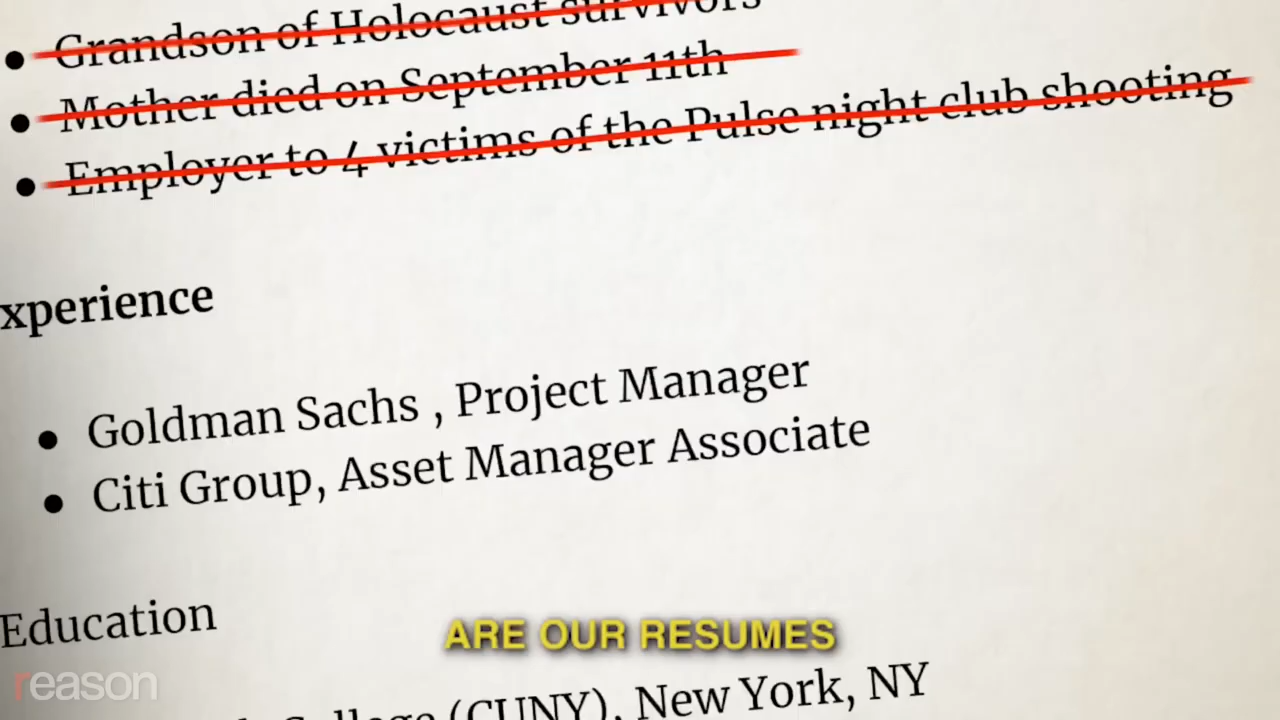 Grandson of Holocaust survivors
Mother died on September 11th
Employer to 4 victims of the Pulse night club shooting
xperience
Goldman Sachs , Project Manager
Citi Group, Asset Manager Associate
Education
ARE OUR RESUMES
reason
College (CUNY), New York, NY